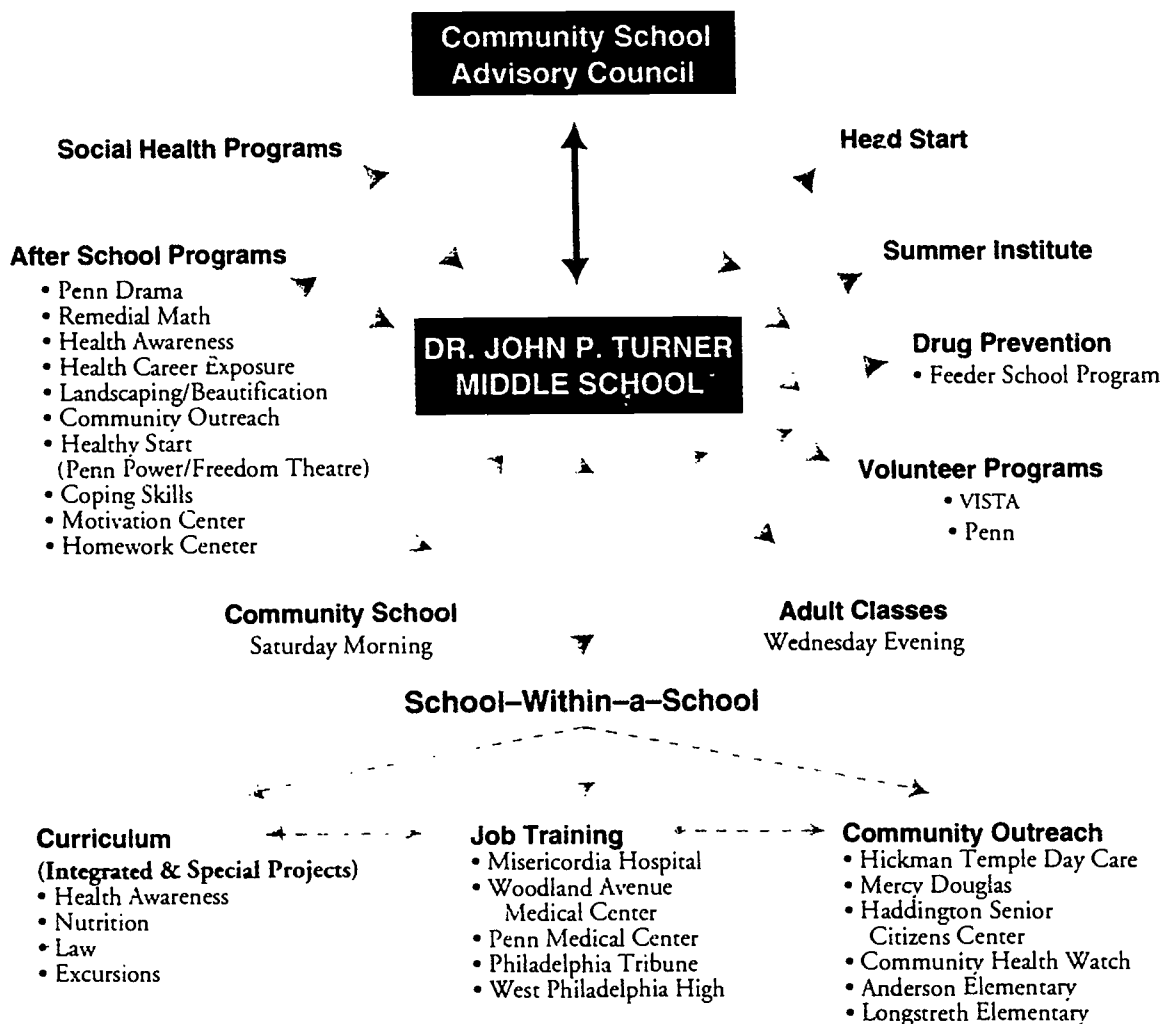 Community School
Advisory Council
Social Health Programs
Head Start
After School Programs
• Penn Drama
• Remedial Math
• Health Awareness
• Health Career Exposure
• Landscaping/Beautification
• Community Outreach
• Healthy Start
(Penn Power/Freedom Theatre)
• Coping Skills
• Motivation Center
• Homework Ceneter
DR. JOHN P. TURNER
MIDDLE SCHOOL
Summer Institute
Drug Prevention
• Feeder School Program
Volunteer Programs
• VISTA
• Penn
Community School
Saturday Morning
Adult Classes
Wednesday Evening
School–Within–a–School
Curriculum
(Integrated & Special Projects)
• Health Awareness
• Nutrition
• Law
• Excursions
Job Training
• Misericordia Hospital
• Woodland Avenue
Medical Center
• Penn Medical Center
• Philadelphia Tribune
• West Philadelphia High
Community Outreach
• Hickman Temple Day Care
• Mercy Douglas
• Haddington Senior
Citizens Center
• Community Health Watch
• Anderson Elementary
• Longstreth Elementary